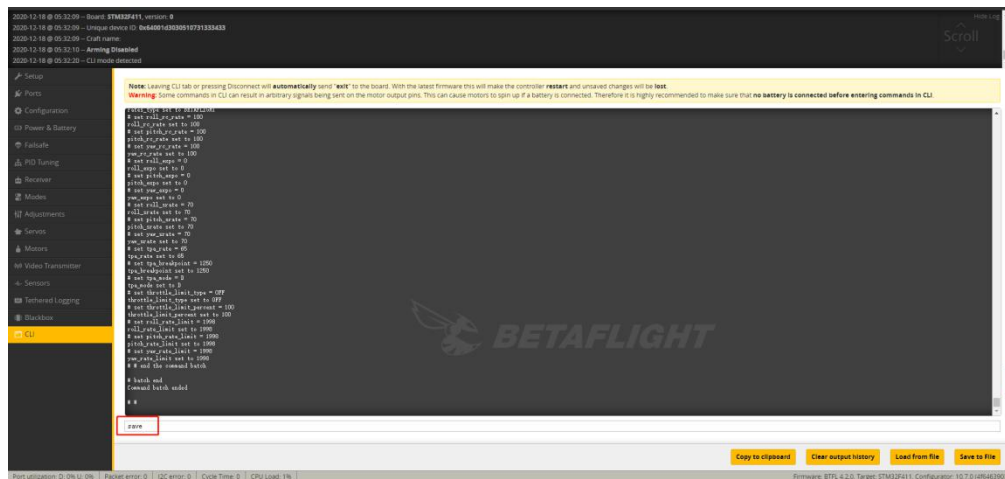 2020-12-18 @ 05:32:09 -- Board: STM32F411, version: 0
2020-12-18 @ 05:32:09 -- Unique device ID: 0x64001d3030510731333433
2020-12-18 @ 05:32:09 -- Craft name:
2020-12-18 @ 05:32:10 -- Arming Disabled
2020-12-18 @ 05:32:20 -- CLI mode detected
Hide Log
Scroll
Setup
Ports
Configuration
Power & Battery
Failsafe
PID Tuning
Receiver
Modes
Adjustments
Servos
Motors
Video Transmitter
Sensors
Tethered Logging
Blackbox
CLI
Note: Leaving CLI tab or pressing Disconnect will automatically send "exit" to the board. With the latest firmware this will make the controller restart and unsaved changes will be lost.
Warning: Some commands in CLI can result in arbitrary signals being sent on the motor output pins. This can cause motors to spin up if a battery is connected. Therefore it is highly recommended to make sure that no battery is connected before entering commands in CLI.
rates_type set to BETAFLIGHT
# set roll_rc_rate = 100
roll_rc_rate set to 100
# set pitch_rc_rate = 100
pitch_rc_rate set to 100
# set yaw_rc_rate = 100
yaw_rc_rate set to 100
# set roll_expo = 0
roll_expo set to 0
# set pitch_expo = 0
pitch_expo set to 0
# set yaw_expo = 0
yaw_expo set to 0
# set roll_srate = 70
roll_srate set to 70
# set pitch_srate = 70
pitch_srate set to 70
# set yaw_srate = 70
yaw_srate set to 70
# set tpa_rate = 65
tpa_rate set to 65
# set tpa_breakpoint = 1250
tpa_breakpoint set to 1250
# set tpa_mode = D
tpa_mode set to D
# set throttle_limit_type = OFF
throttle_limit_type set to OFF
# set throttle_limit_percent = 100
throttle_limit_percent set to 100
# set roll_rate_limit = 1998
roll_rate_limit set to 1998
# set pitch_rate_limit = 1998
pitch_rate_limit set to 1998
# set yaw_rate_limit = 1998
yaw_rate_limit set to 1998
# # end the command batch
# batch end
Command batch ended
# #
BETAFLIGHT
save
Copy to clipboard
Clear output history
Load from file
Save to File
Port utilization: D: 0% U: 0%
Packet error: 0
I2C error: 0
Cycle Time: 0
CPU Load: 1%
Firmware: BTFL 4.2.0, Target: STM32F411, Configurator: 10.7.0